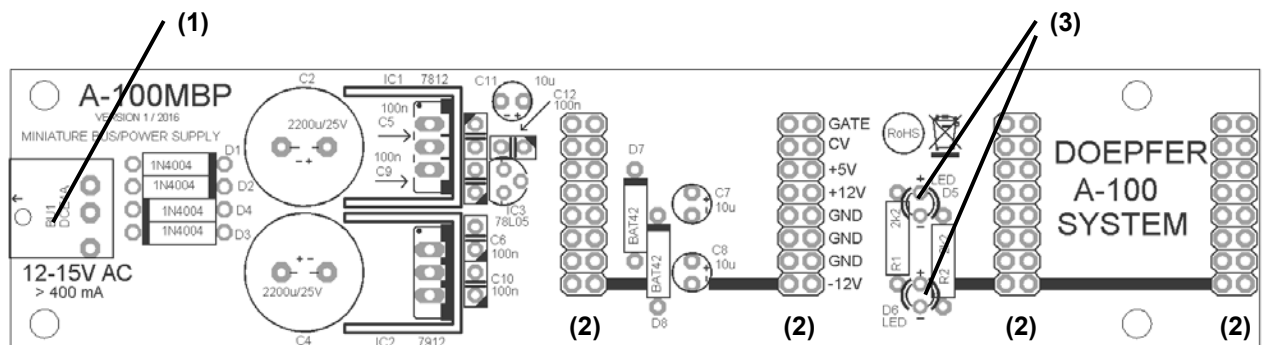 (1)
(3)
A-100MBP
VERSION 1 / 2016
MINIATURE BUS/POWER SUPPLY
BU1
1N4004
1N4004
1N4004
1N4004
D1
D2
D4
D3
12-15V AC
> 400 mA
C2
2200u/25V
- +
+ -
2200u/25V
C4
IC1 7812
100n
C5
100n
C9
C11
10u
- +
C12
100n
IC3
78L05
C6
100n
C10
100n
IC2 7912
D7
BAT42
BAT42
D8
C7
10u
+
C8
10u
+
GATE
CV
+5V
+12V
GND
GND
GND
-12V
RoHS
+ LED
D5
-
2k2
R1
R2
+
-
D6
LED
DOEPFER
A-100
SYSTEM
(2)
(2)
(2)
(2)